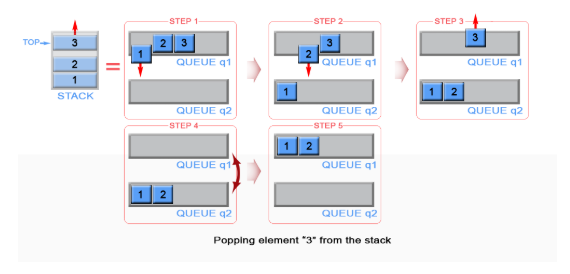 STEP 1
STEP 2
STEP 3
TOP
3
2
1
STACK
=
1
2
3
QUEUE q1
QUEUE q2
3
2
QUEUE q1
1
QUEUE q2
3
QUEUE q1
1 2
QUEUE q2
STEP 4
STEP 5
QUEUE q1
1 2
QUEUE q2
1 2
QUEUE q1
QUEUE q2
Popping element "3" from the stack